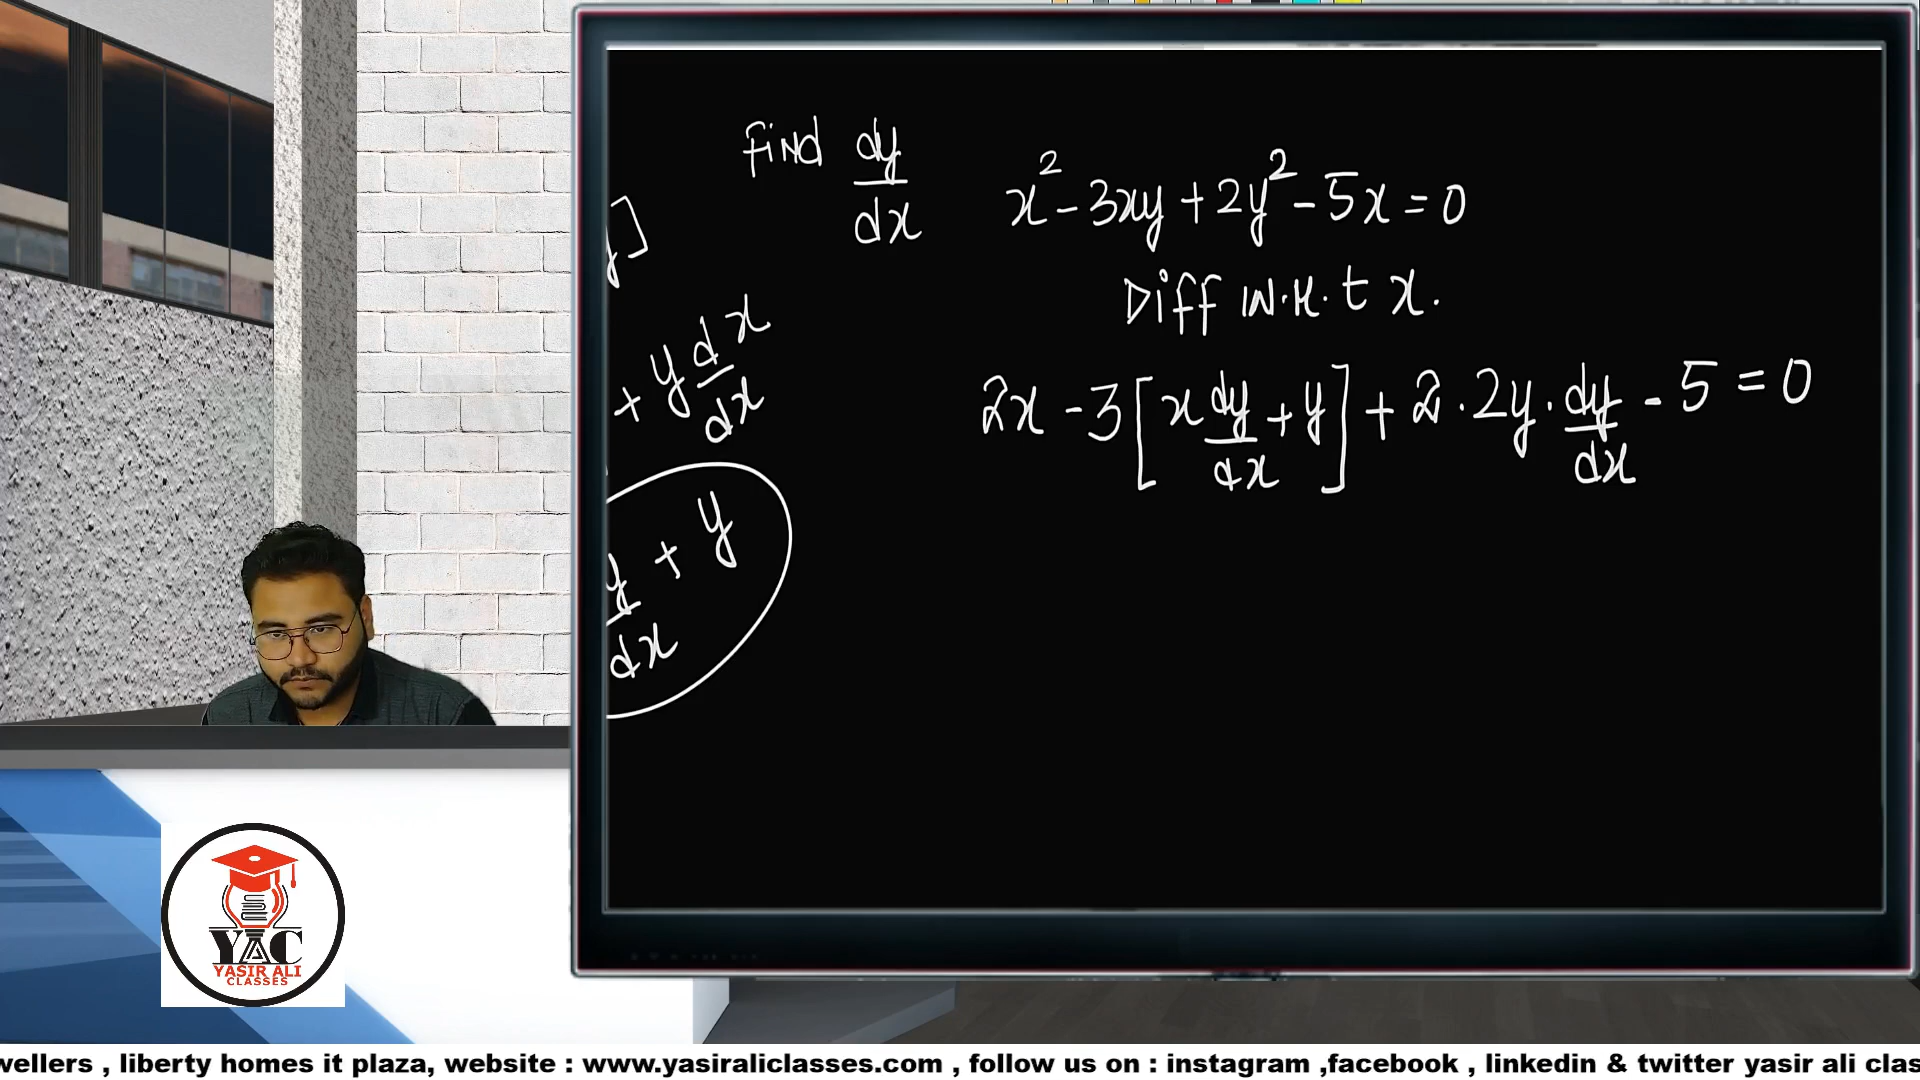 Find dy/dx x² - 3xy + 2y² - 5x = 0
y]
Diff w.r.t x.
+ y d/dx x
2x - 3[x dy/dx + y] + 2 · 2y · dy/dx - 5 = 0
y/dx + y
YAC
YASIR ALI
CLASSES
wellers , liberty homes it plaza, website : www.yasiraliclasses.com , follow us on : instagram ,facebook , linkedin & twitter yasir ali clas